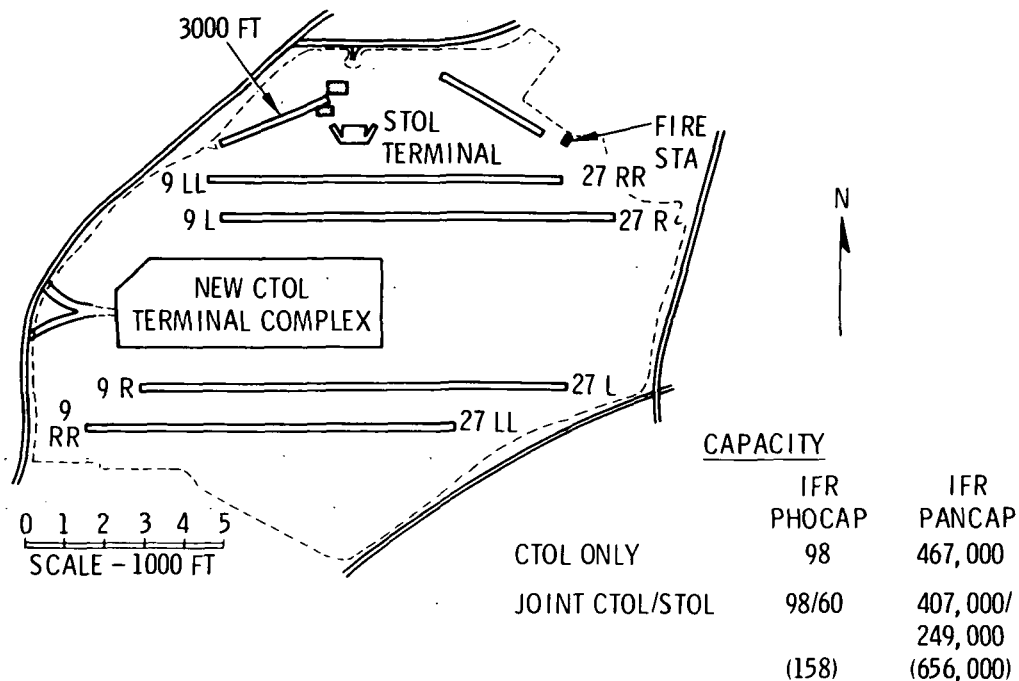 3000 FT
STOL
TERMINAL
FIRE
STA
9 LL
27 RR
9 L
27 R
N
NEW CTOL
TERMINAL COMPLEX
9 R
27 L
9
RR
27 LL
0 1 2 3 4 5
SCALE - 1000 FT
CAPACITY
IFR IFR
PHOCAP PANCAP
CTOL ONLY 98 467,000
JOINT CTOL/STOL 98/60 407,000/
249,000
(158) (656,000)